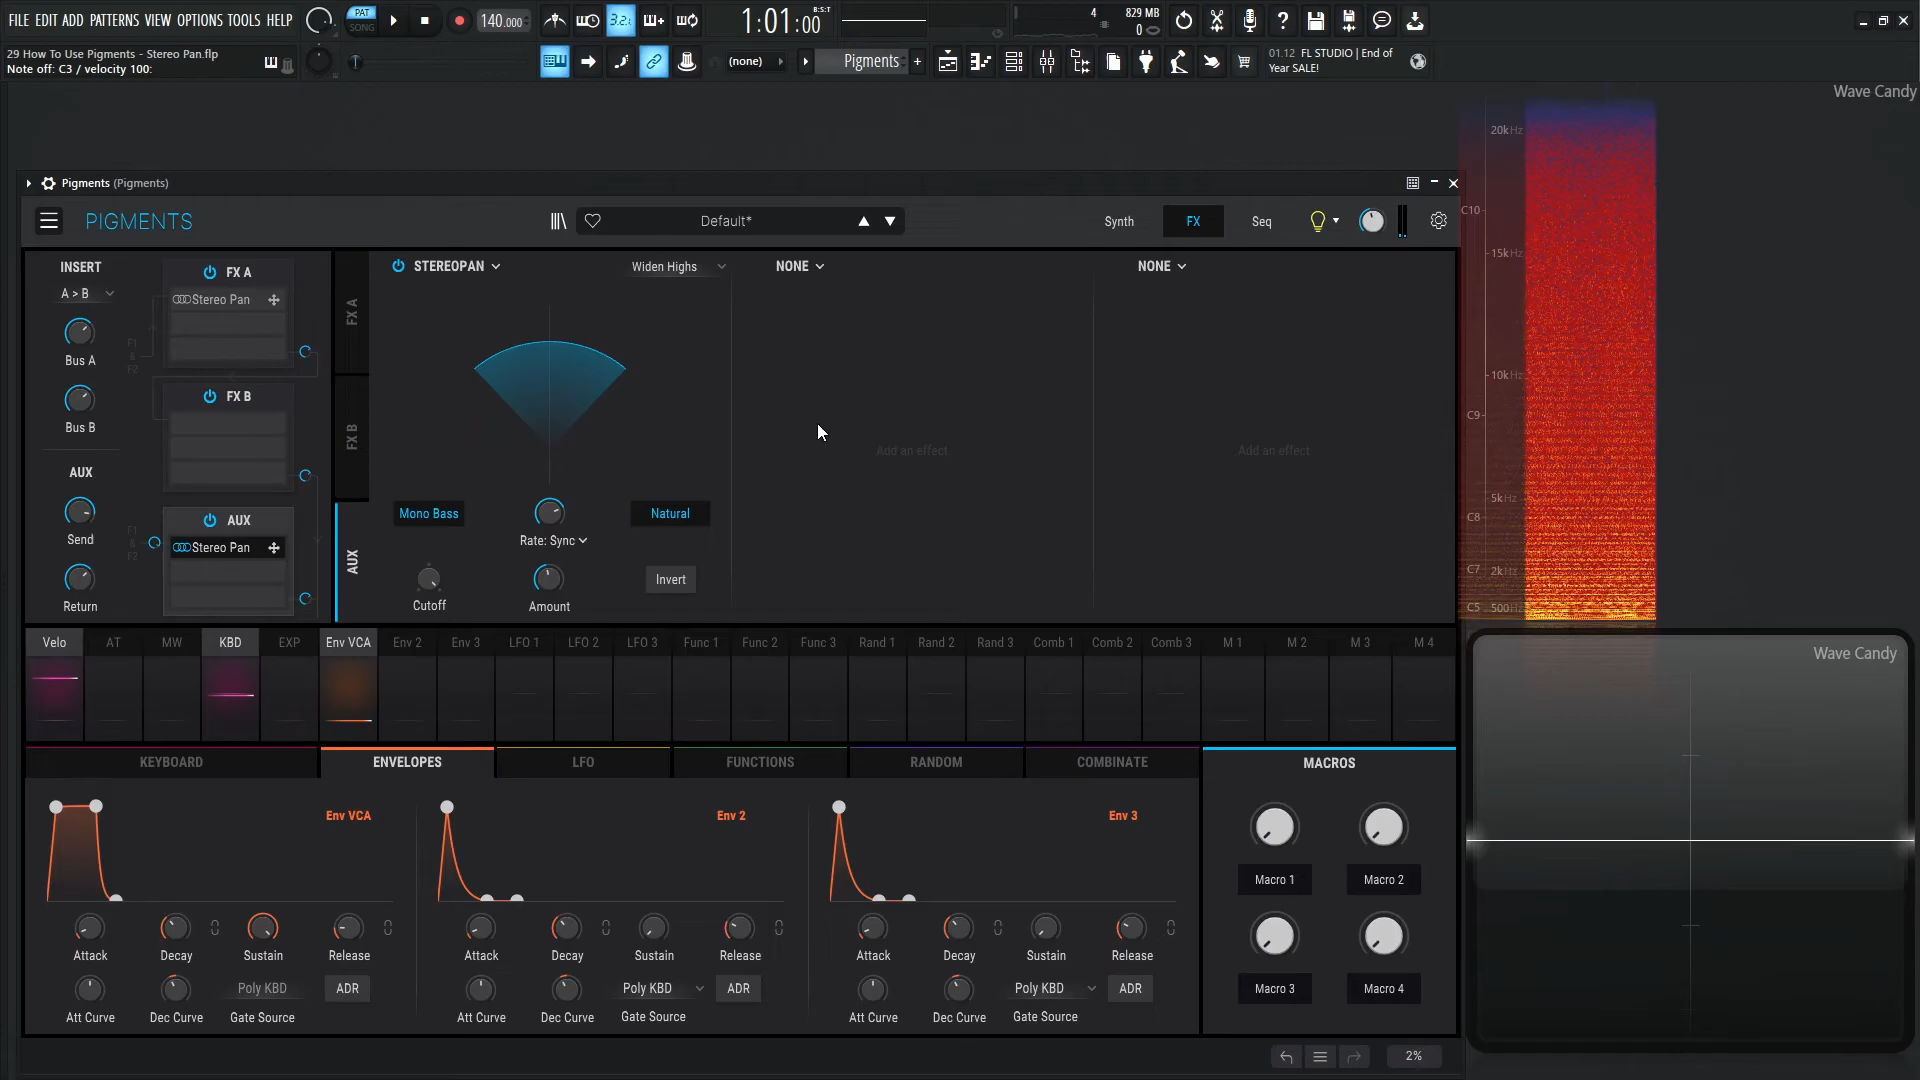 FILE EDIT ADD PATTERNS VIEW OPTIONS TOOLS HELP
PAT
SONG
140.000
3.2.
1:01:00
B:S:T
4
829 MB
0
29 How To Use Pigments - Stereo Pan.flp
Note off: C3 / velocity 100:
(none)
Pigments
01.12 FL STUDIO | End of
Year SALE!
Wave Candy
Pigments (Pigments)
PIGMENTS
Default*
Synth
FX
Seq
INSERT
A > B
Bus A
Bus B
AUX
Send
Return
F1
&
F2
F1
&
F2
FX A
Stereo Pan
FX B
AUX
Stereo Pan
FX A
FX B
AUX
STEREOPAN
Widen Highs
NONE
NONE
Add an effect
Add an effect
Mono Bass
Rate: Sync
Natural
Cutoff
Amount
Invert
20kHz
C10
15kHz
10kHz
C9
5kHz
C8
C7
2kHz
C5
500Hz
Velo AT MW KBD EXP Env VCA Env 2 Env 3 LFO 1 LFO 2 LFO 3 Func 1 Func 2 Func 3 Rand 1 Rand 2 Rand 3 Comb 1 Comb 2 Comb 3 M 1 M 2 M 3 M 4
KEYBOARD ENVELOPES LFO FUNCTIONS RANDOM COMBINATE MACROS
Env VCA
Attack Decay Sustain Release
Poly KBD ADR
Att Curve Dec Curve Gate Source
Env 2
Attack Decay Sustain Release
Poly KBD ADR
Att Curve Dec Curve Gate Source
Env 3
Attack Decay Sustain Release
Poly KBD ADR
Att Curve Dec Curve Gate Source
Macro 1 Macro 2
Macro 3 Macro 4
Wave Candy
2%